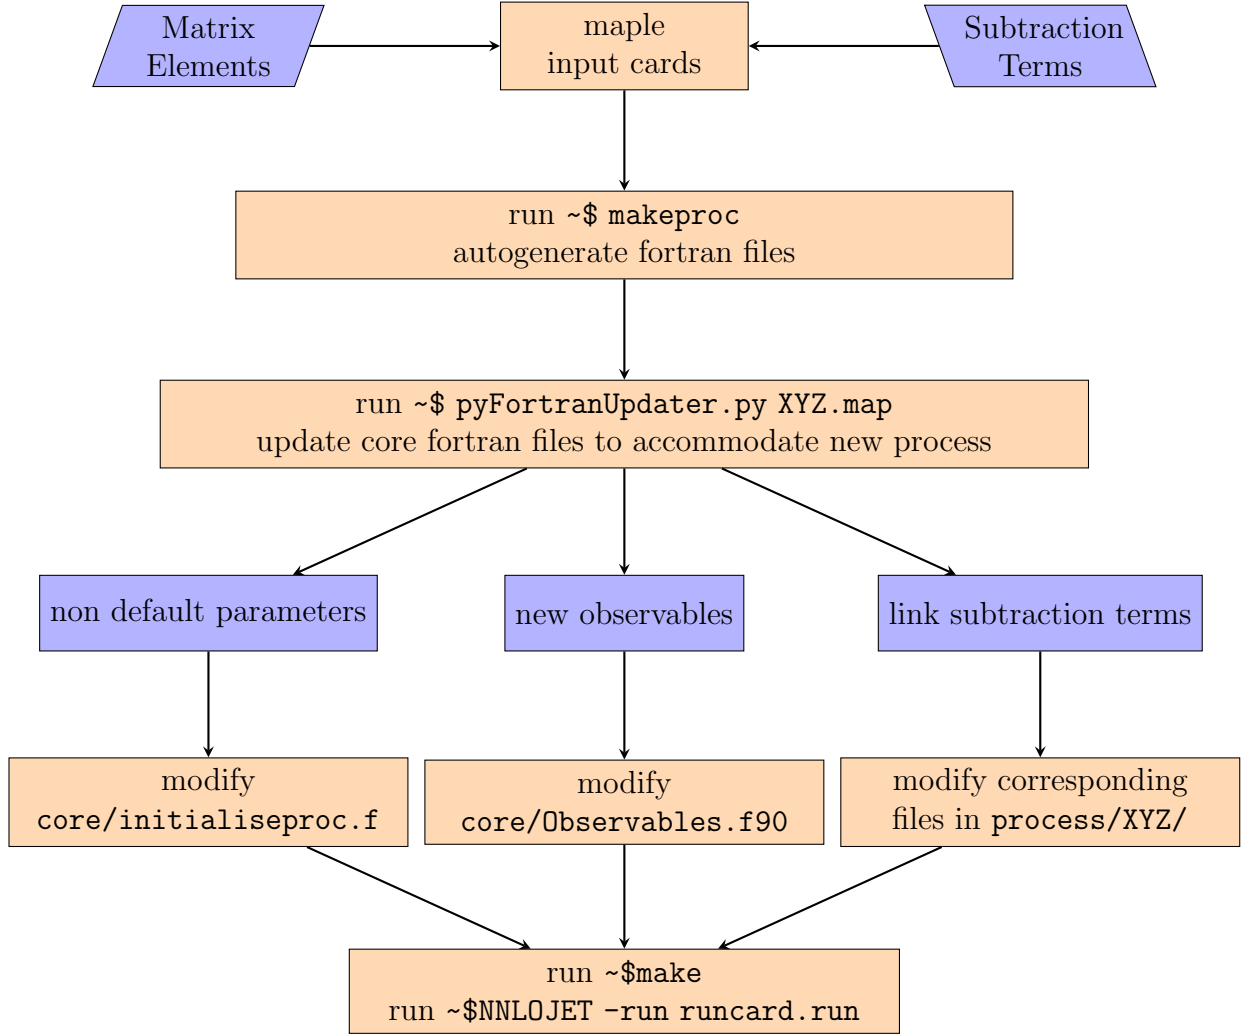 Matrix
Elements
maple
input cards
Subtraction
Terms
run ~$ makeproc
autogenerate fortran files
run ~$ pyFortranUpdater.py XYZ.map
update core fortran files to accommodate new process
non default parameters
new observables
link subtraction terms
modify
core/initialiseproc.f
modify
core/Observables.f90
modify corresponding
files in process/XYZ/
run ~$make
run ~$NNLOJET -run runcard.run